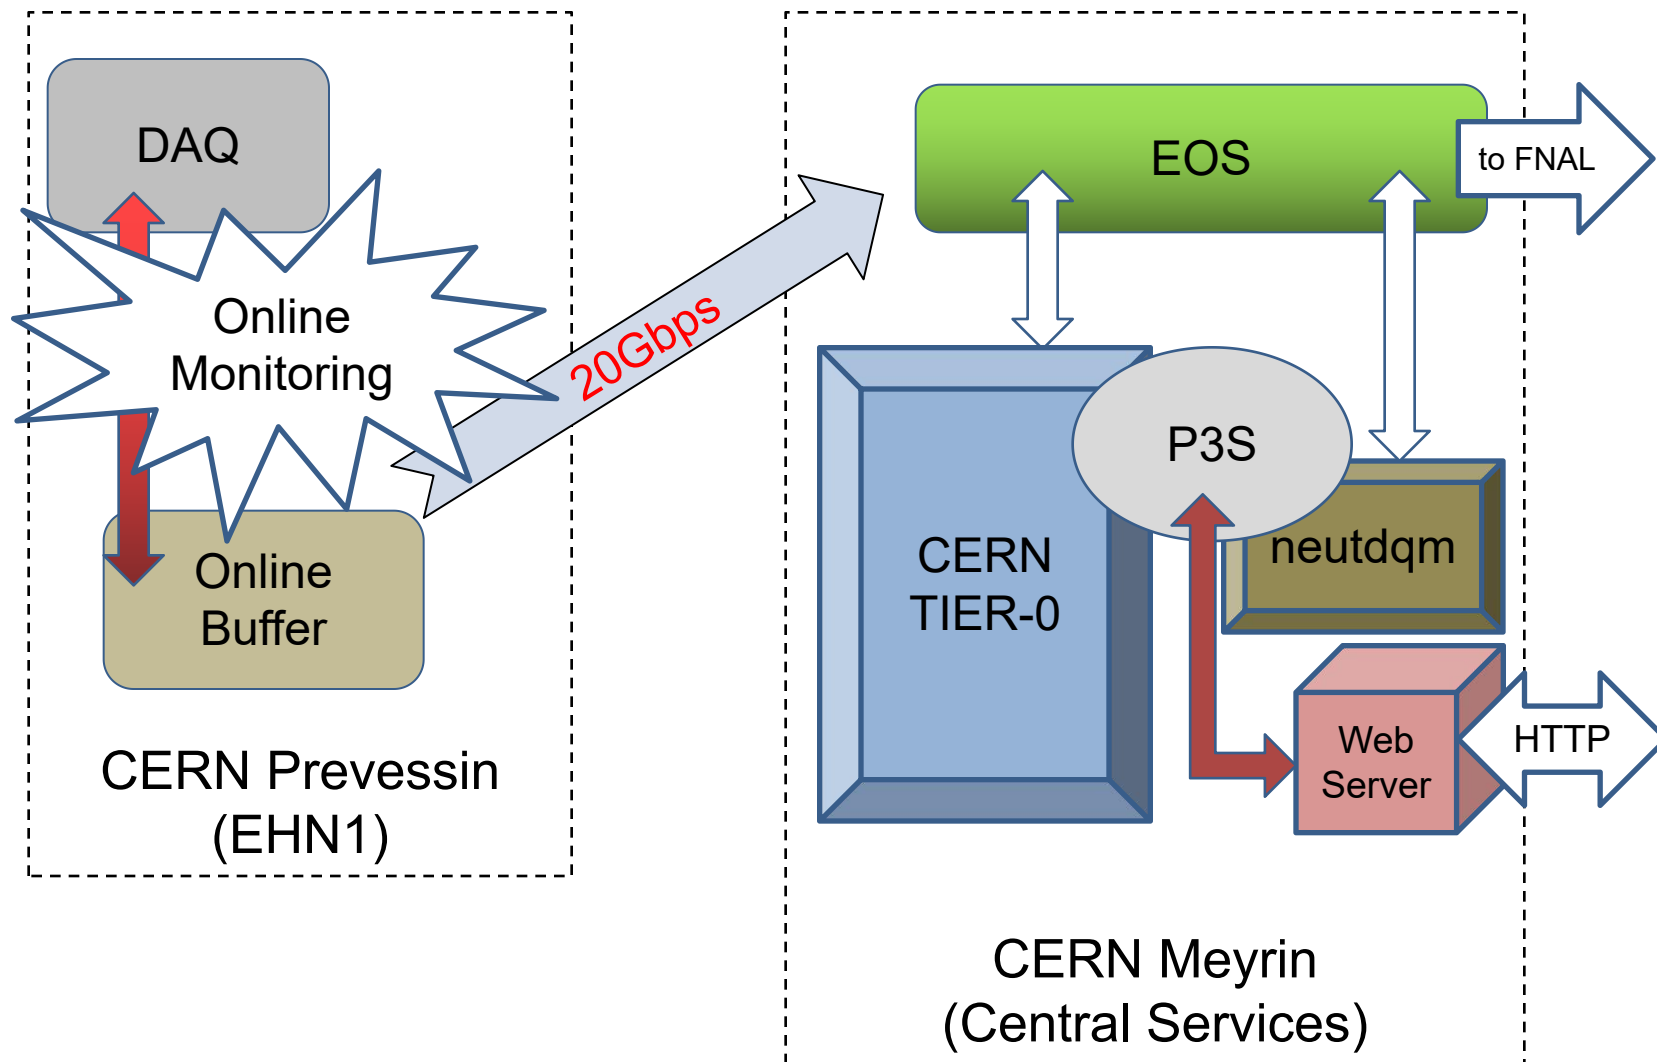 DAQ
Online
Monitoring
Online
Buffer
CERN Prevessin
(EHN1)
20Gbps
EOS
to FNAL
P3S
CERN
TIER-0
neutdqm
Web
Server
HTTP
CERN Meyrin
(Central Services)